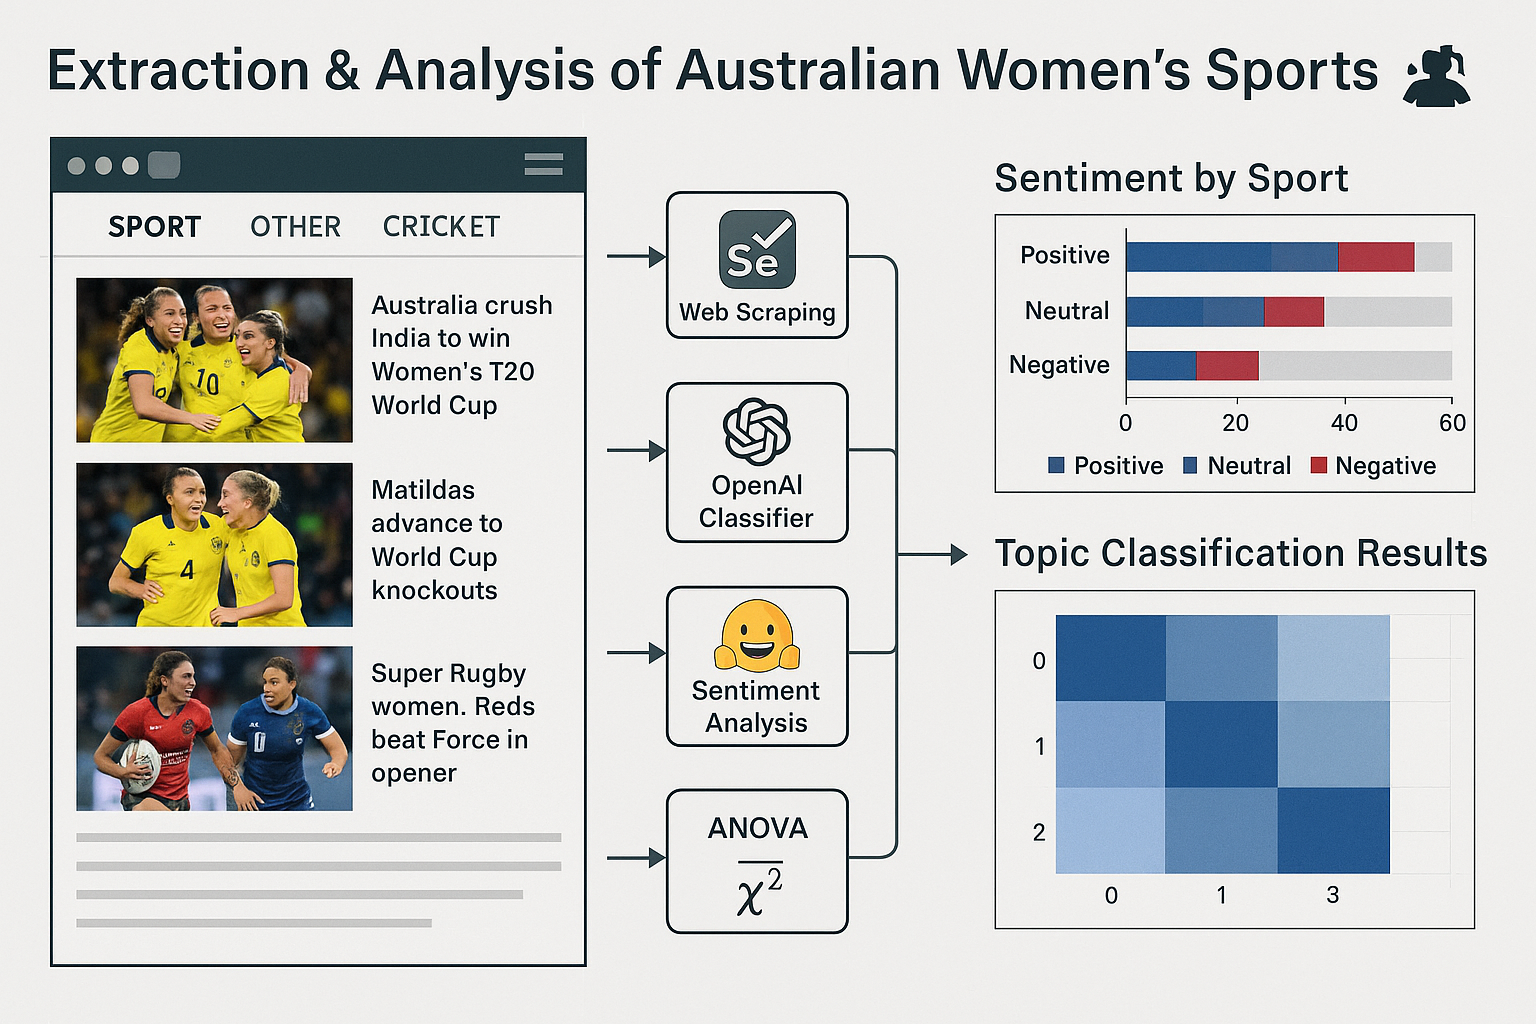 Extraction & Analysis of Australian Women's Sports
SPORT OTHER CRICKET
Australia crush
India to win
Women's T20
World Cup
10
Matildas
advance to
World Cup
knockouts
4
Super Rugby
women. Reds
beat Force in
opener
Se
Web Scraping
OpenAI
Classifier
Sentiment
Analysis
ANOVA
χ²
Sentiment by Sport
Positive
Neutral
Negative
0 20 40 60
Positive Neutral Negative
Topic Classification Results
0
1
2
0 1 3